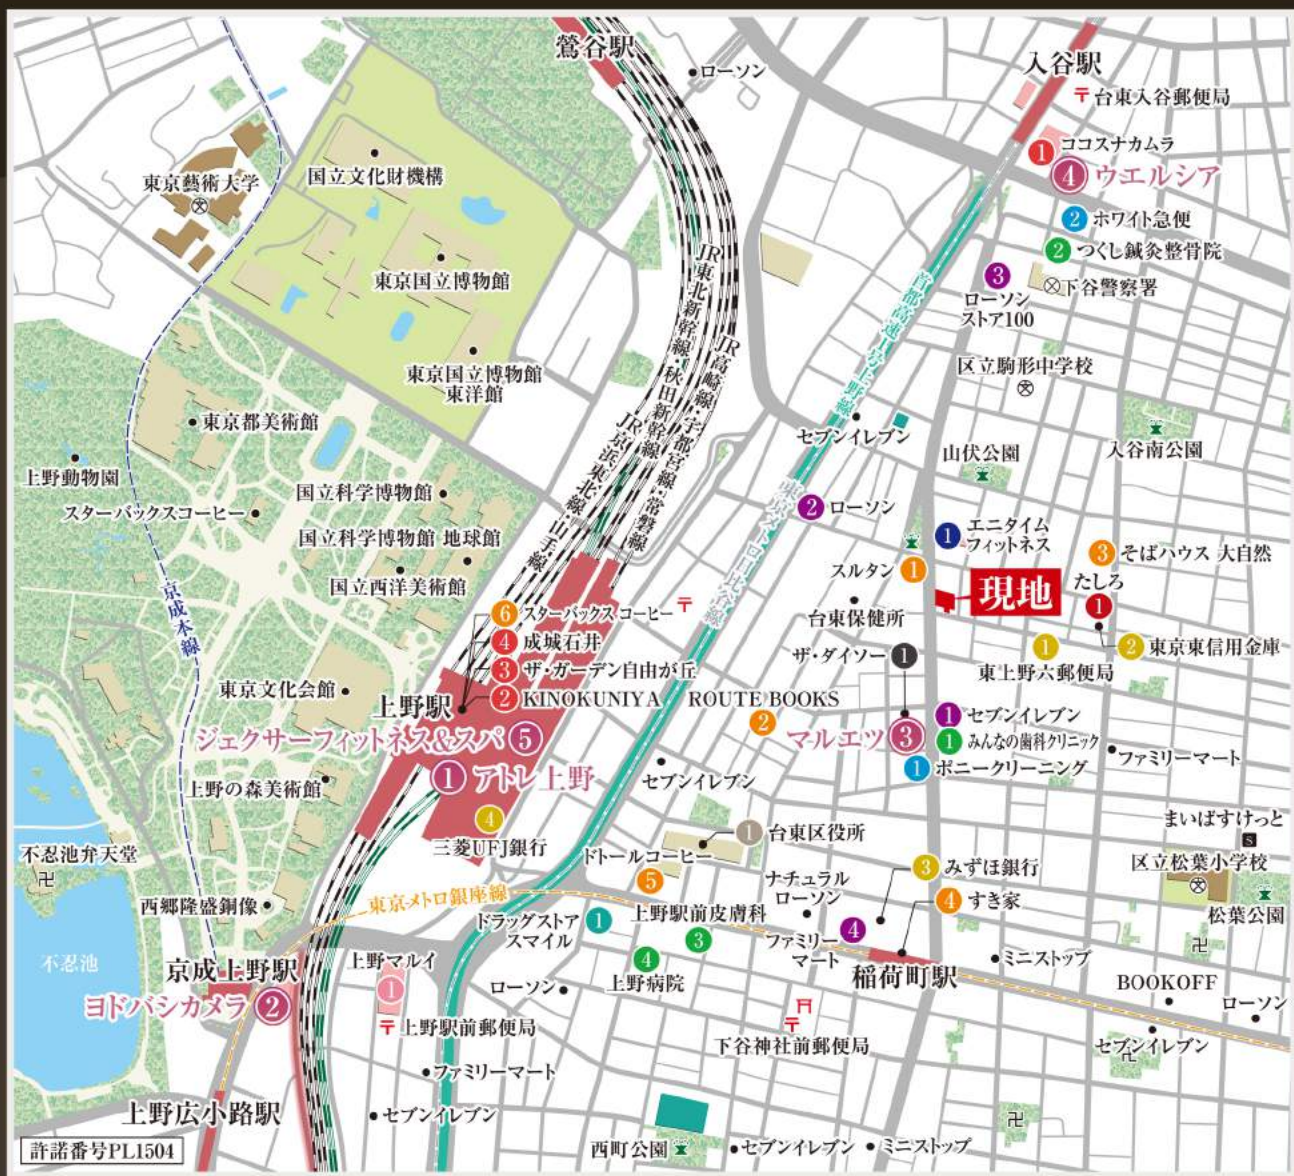 鶯谷駅
ローソン
入谷駅
台東入谷郵便局
1
ココスナカムラ
4
ウエルシア
東京藝術大学
国立文化財機構
東京国立博物館
東京国立博物館
東洋館
2
ホワイト急便
2
つくし鍼灸整骨院
3
ローソン
ストア100
下谷警察署
区立駒形中学校
JR東北新幹線・秋田新幹線
JR高崎線・宇都宮線・常磐線
JR京浜東北線・山手線
首都高速1号上野線
東京メトロ日比谷線
東京都美術館
上野動物園
スターバックスコーヒー
国立科学博物館
国立科学博物館 地球館
国立西洋美術館
京成本線
セブンイレブン
山伏公園
入谷南公園
2
ローソン
1
エニタイム
フィットネス
3
そばハウス 大自然
スルタン
1
現地
たしろ
1
台東保健所
6
スターバックス コーヒー
4
成城石井
3
ザ・ガーデン自由が丘
2
KINOKUNIYA
ROUTE BOOKS
2
ザ・ダイソー
1
1
東上野六郵便局
2
東京東信用金庫
東京文化会館
上野駅
ジェクサーフィットネス&スパ
5
1
アトレ上野
マルエツ
3
1
セブンイレブン
1
みんなの歯科クリニック
1
ポニークリーニング
ファミリーマート
セブンイレブン
上野の森美術館
4
三菱UFJ銀行
1
台東区役所
まいばすけっと
S
区立松葉小学校
松葉公園
不忍池弁天堂
卍
西郷隆盛銅像
東京メトロ銀座線
ドトールコーヒー
5
ナチュラル
ローソン
3
みずほ銀行
4
すき家
ドラッグストア
スマイル
1
上野駅前皮膚科
3
4
上野病院
ファミリー
マート
4
稲荷町駅
ミニストップ
卍
BOOKOFF
ローソン
セブンイレブン
卍
不忍池
京成上野駅
ヨドバシカメラ
2
上野マルイ
1
上野駅前郵便局
ローソン
下谷神社前郵便局
ファミリーマート
セブンイレブン
上野広小路駅
卍
西町公園
セブンイレブン
ミニストップ
許諾番号PL1504